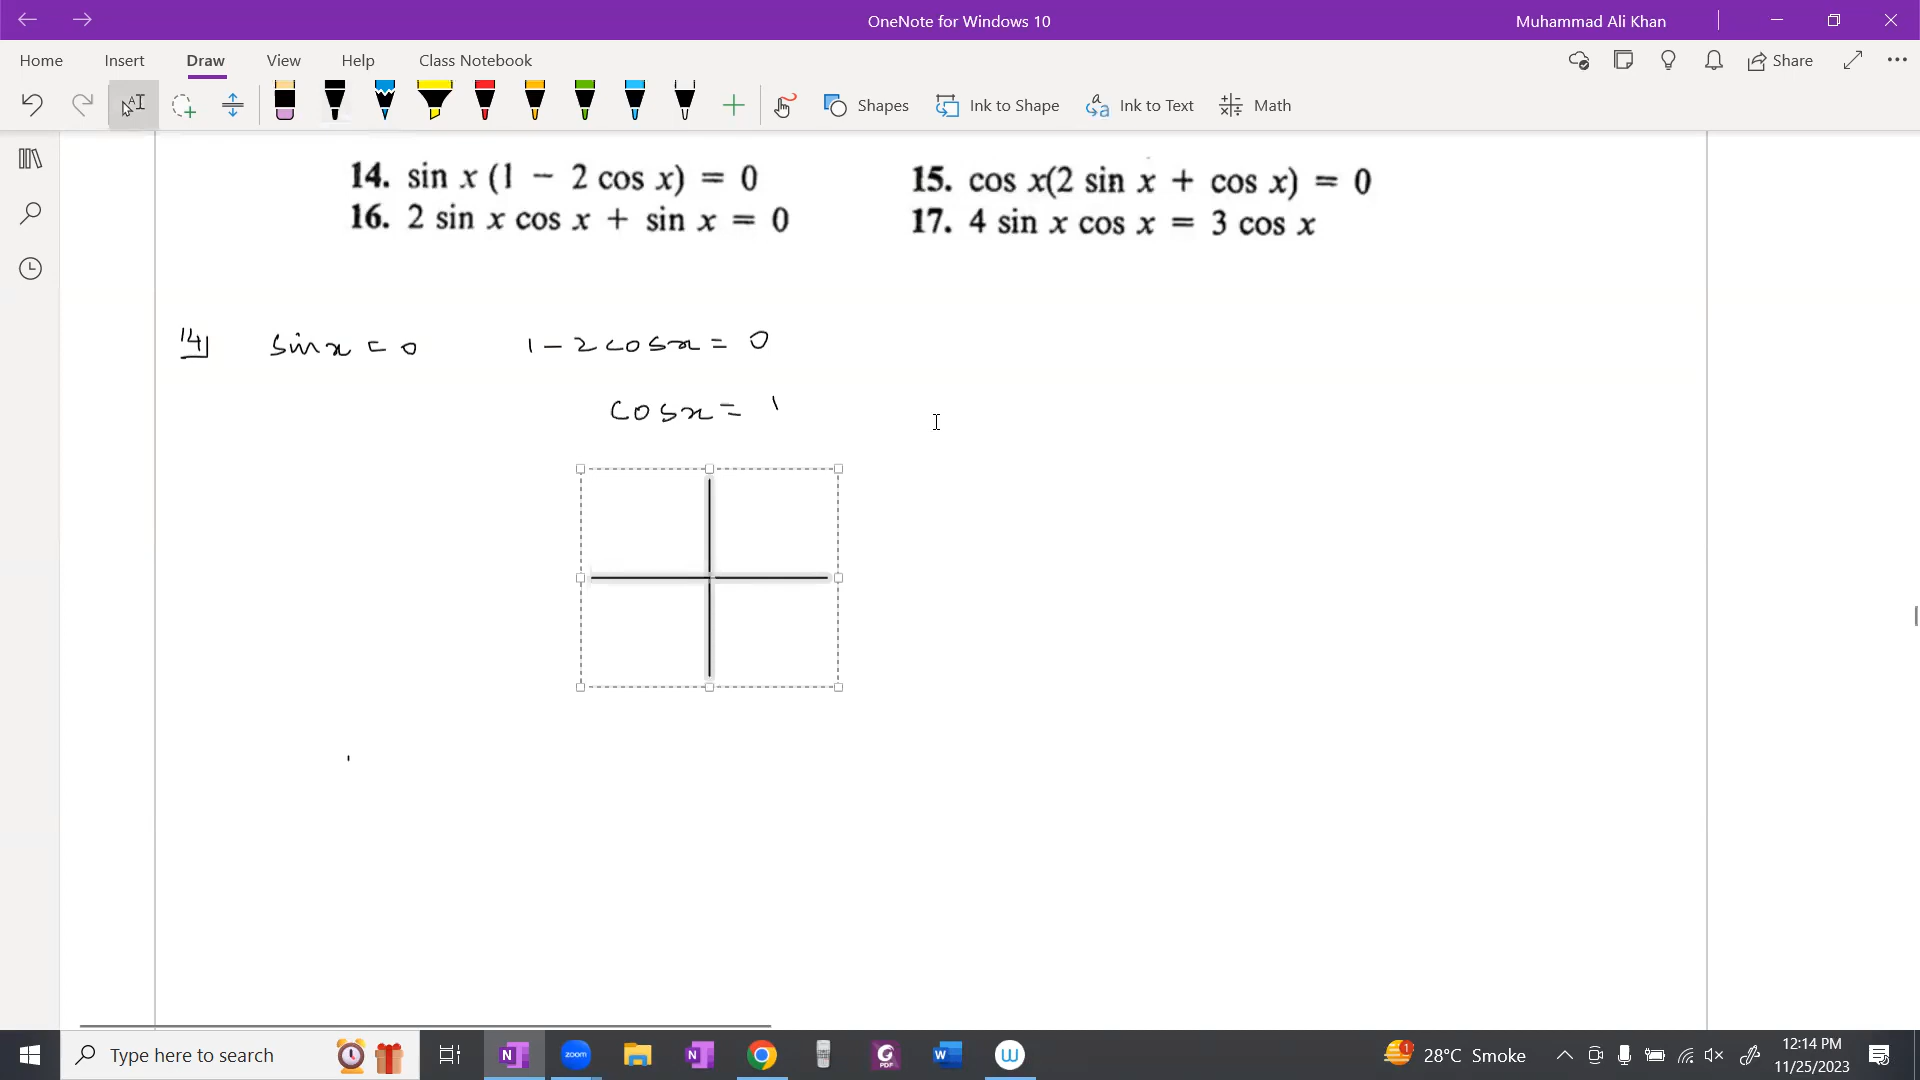 OneNote for Windows 10
Muhammad Ali Khan
Home Insert Draw View Help Class Notebook
Share
Shapes Ink to Shape Ink to Text Math
14. sin x (1 − 2 cos x) = 0
15. cos x(2 sin x + cos x) = 0
16. 2 sin x cos x + sin x = 0
17. 4 sin x cos x = 3 cos x
14 sinx = 0 1 - 2 cosx = 0
cosx = 1
Type here to search
28°C Smoke
12:14 PM
11/25/2023